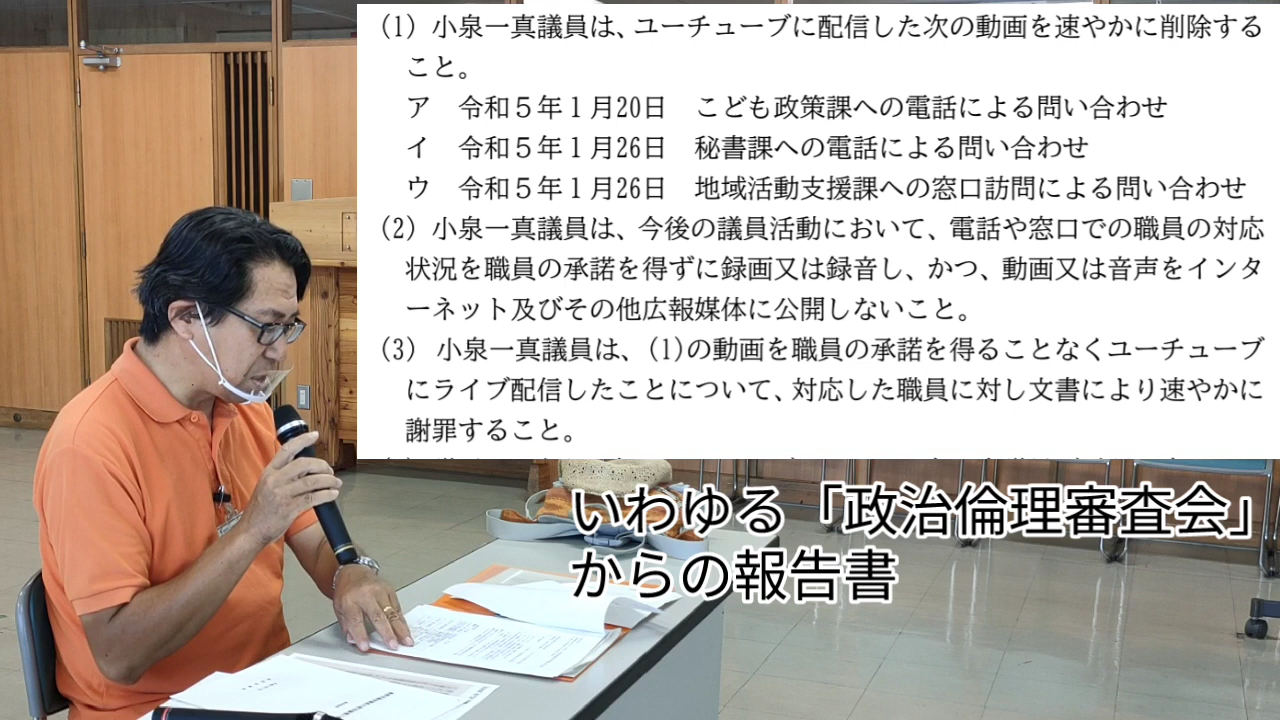 (1) 小泉一真議員は、ユーチューブに配信した次の動画を速やかに削除する
こと。
ア　令和５年１月20日　こども政策課への電話による問い合わせ
イ　令和５年１月26日　秘書課への電話による問い合わせ
ウ　令和５年１月26日　地域活動支援課への窓口訪問による問い合わせ
(2) 小泉一真議員は、今後の議員活動において、電話や窓口での職員の対応
状況を職員の承諾を得ずに録画又は録音し、かつ、動画又は音声をインタ
ーネット及びその他広報媒体に公開しないこと。
(3) 小泉一真議員は、(1)の動画を職員の承諾を得ることなくユーチューブ
にライブ配信したことについて、対応した職員に対し文書により速やかに
謝罪すること。
いわゆる「政治倫理審査会」
からの報告書